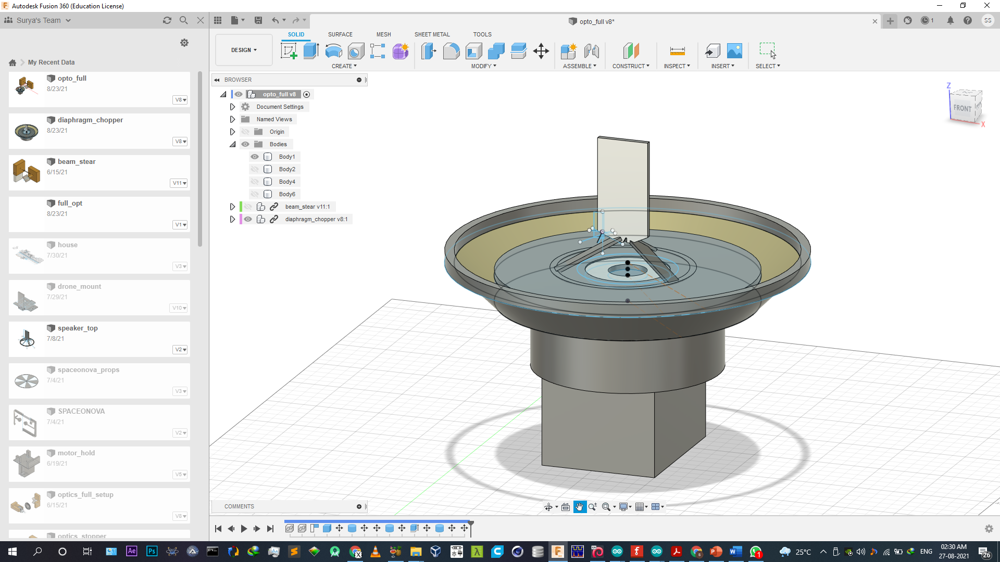 Autodesk Fusion 360 (Education License)
Surya's Team
opto_full v8*
1
SS
My Recent Data
opto_full
8/23/21
V8
diaphragm_chopper
8/23/21
V8
beam_stear
6/15/21
V11
full_opt
8/23/21
V1
house
7/30/21
V3
drone_mount
7/29/21
V10
speaker_top
7/8/21
V2
spaceonova_props
7/4/21
V3
SPACEONOVA
7/4/21
V2
motor_hold
6/19/21
V5
optics_full_setup
6/15/21
V8
optics_stopper
DESIGN
SOLID
SURFACE
MESH
SHEET METAL
TOOLS
CREATE
MODIFY
ASSEMBLE
CONSTRUCT
INSPECT
INSERT
SELECT
BROWSER
opto_full v8
Document Settings
Named Views
Origin
Bodies
Body1
Body2
Body4
Body6
beam_stear v11:1
diaphragm_chopper v8:1
Z
FRONT
X
COMMENTS
Ae
Ps
25°C
ENG
02:30 AM
27-08-2021
26